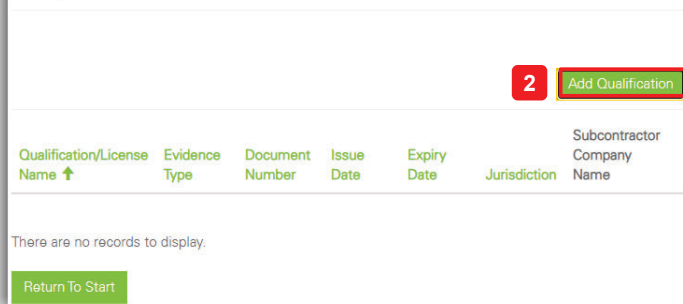 2 Add Qualification
Subcontractor
Qualification/License Evidence Document Issue Expiry Company
Name ↑ Type Number Date Date Jurisdiction Name
There are no records to display.
Return To Start